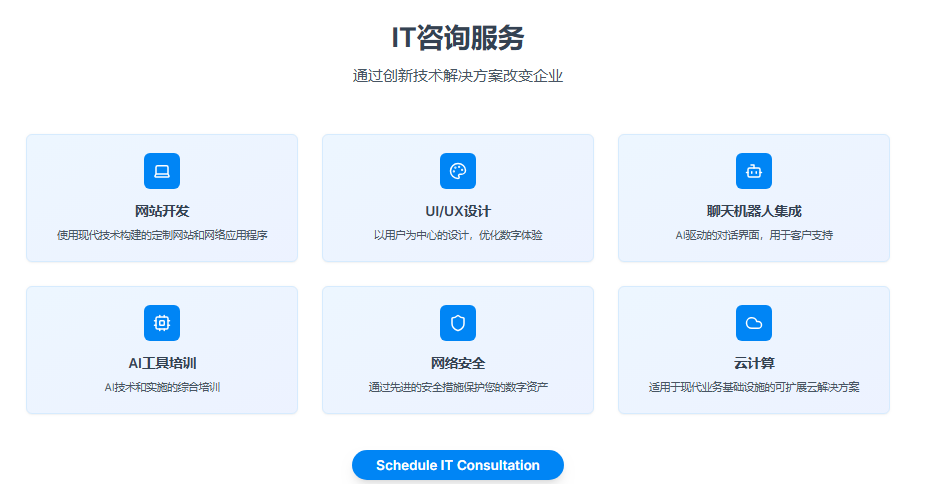 IT咨询服务
通过创新技术解决方案改变企业
网站开发
使用现代技术构建的定制网站和网络应用程序
UI/UX设计
以用户为中心的设计，优化数字体验
聊天机器人集成
AI驱动的对话界面，用于客户支持
AI工具培训
AI技术和实施的综合培训
网络安全
通过先进的安全措施保护您的数字资产
云计算
适用于现代业务基础设施的可扩展云解决方案
Schedule IT Consultation